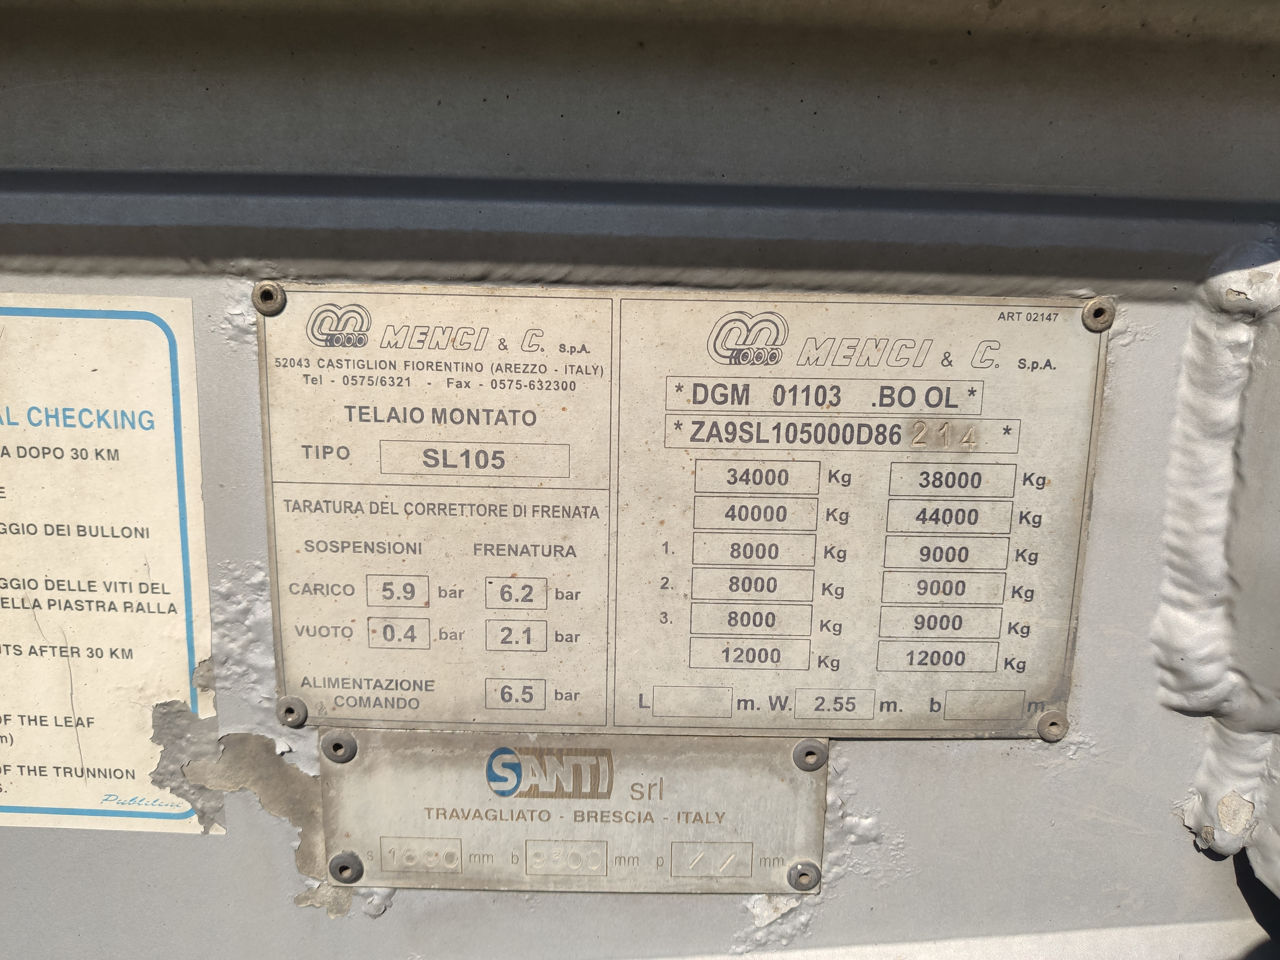 AL CHECKING
A DOPO 30 KM
E
GGIO DEI BULLONI
GGIO DELLE VITI DEL
ELLA PIASTRA RALLA
UTS AFTER 30 KM
OF THE LEAF
m)
OF THE TRUNNION
S.
Publilini
MENCI & C. S.p.A.
52043 CASTIGLION FIORENTINO (AREZZO - ITALY)
Tel - 0575/6321 - Fax - 0575-632300
TELAIO MONTATO
TIPO SL105
TARATURA DEL CORRETTORE DI FRENATA
SOSPENSIONI FRENATURA
CARICO 5.9 bar 6.2 bar
VUOTO 0.4 bar 2.1 bar
ALIMENTAZIONE
COMANDO 6.5 bar
ART 02147
MENCI & C. S.p.A.
* DGM 01103 .BO OL *
* ZA9SL105000D86 214 *
34000 Kg 38000 Kg
40000 Kg 44000 Kg
1. 8000 Kg 9000 Kg
2. 8000 Kg 9000 Kg
3. 8000 Kg 9000 Kg
12000 Kg 12000 Kg
L m. W. 2.55 m. b m
SANTI srl
TRAVAGLIATO - BRESCIA - ITALY
s mm b mm p // mm